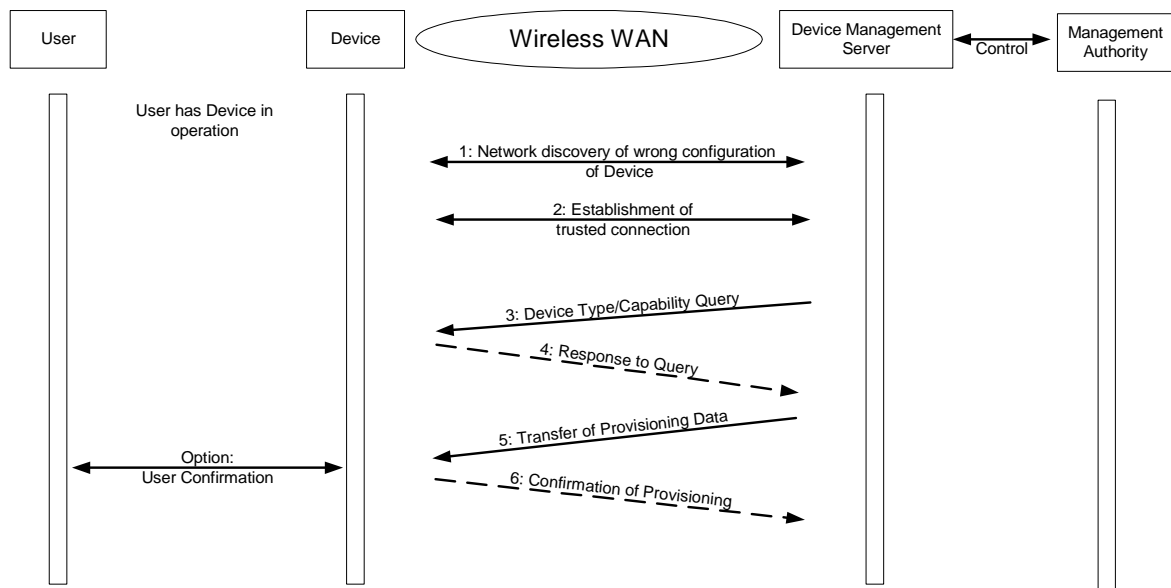 User
Device
Wireless WAN
Device Management
Server
Control
Management
Authority
User has Device in
operation
1: Network discovery of wrong configuration
of Device
2: Establishment of
trusted connection
3: Device Type/Capability Query
4: Response to Query
5: Transfer of Provisioning Data
Option:
User Confirmation
6: Confirmation of Provisioning